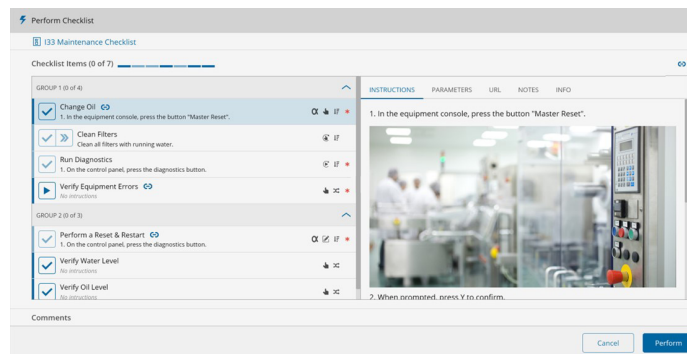 Perform Checklist
I33 Maintenance Checklist
Checklist Items (0 of 7)
GROUP 1 (0 of 4)
Change Oil
1. In the equipment console, press the button "Master Reset".
Clean Filters
Clean all filters with running water.
Run Diagnostics
1. On the control panel, press the diagnostics button.
Verify Equipment Errors
No intructions
GROUP 2 (0 of 3)
Perform a Reset & Restart
1. On the control panel, press the diagnostics button.
Verify Water Level
No intructions
Verify Oil Level
No intructions
INSTRUCTIONS PARAMETERS URL NOTES INFO
1. In the equipment console, press the button "Master Reset".
2. When prompted, press Y to confirm.
Comments
Cancel Perform